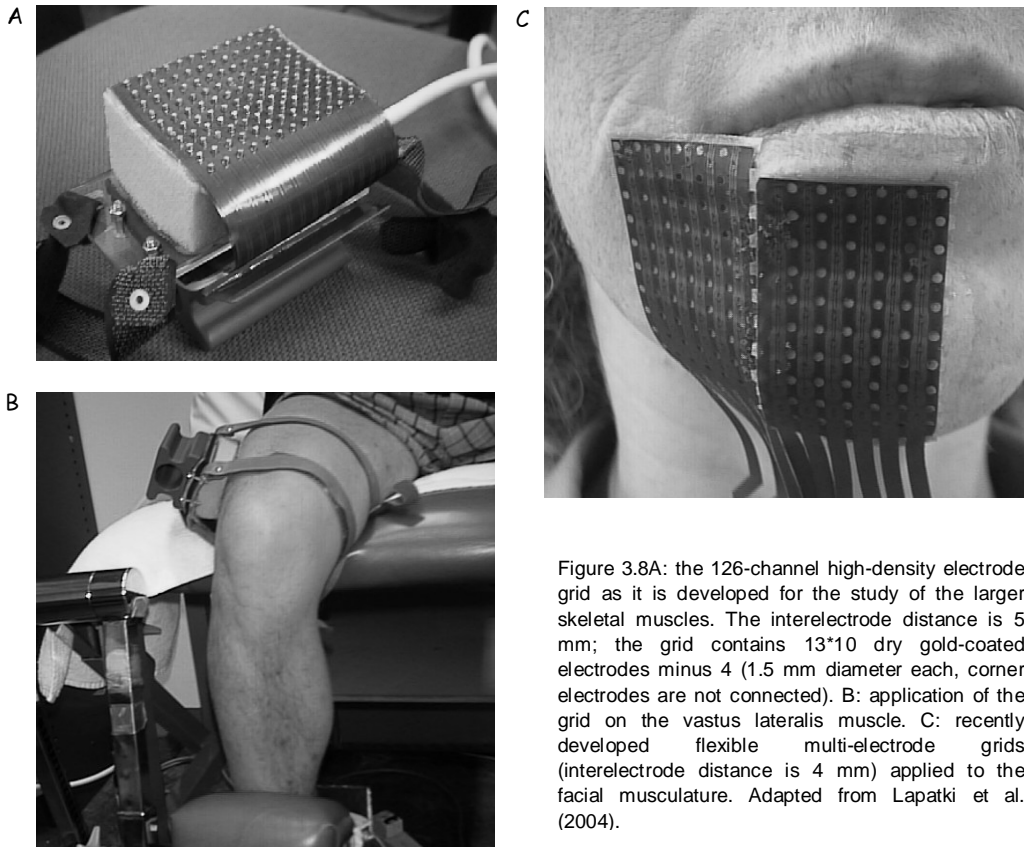 A
C
B
Figure 3.8A: the 126-channel high-density electrode
grid as it is developed for the study of the larger
skeletal muscles. The interelectrode distance is 5
mm; the grid contains 13*10 dry gold-coated
electrodes minus 4 (1.5 mm diameter each, corner
electrodes are not connected). B: application of the
grid on the vastus lateralis muscle. C: recently
developed flexible multi-electrode grids
(interelectrode distance is 4 mm) applied to the
facial musculature. Adapted from Lapatki et al.
(2004).